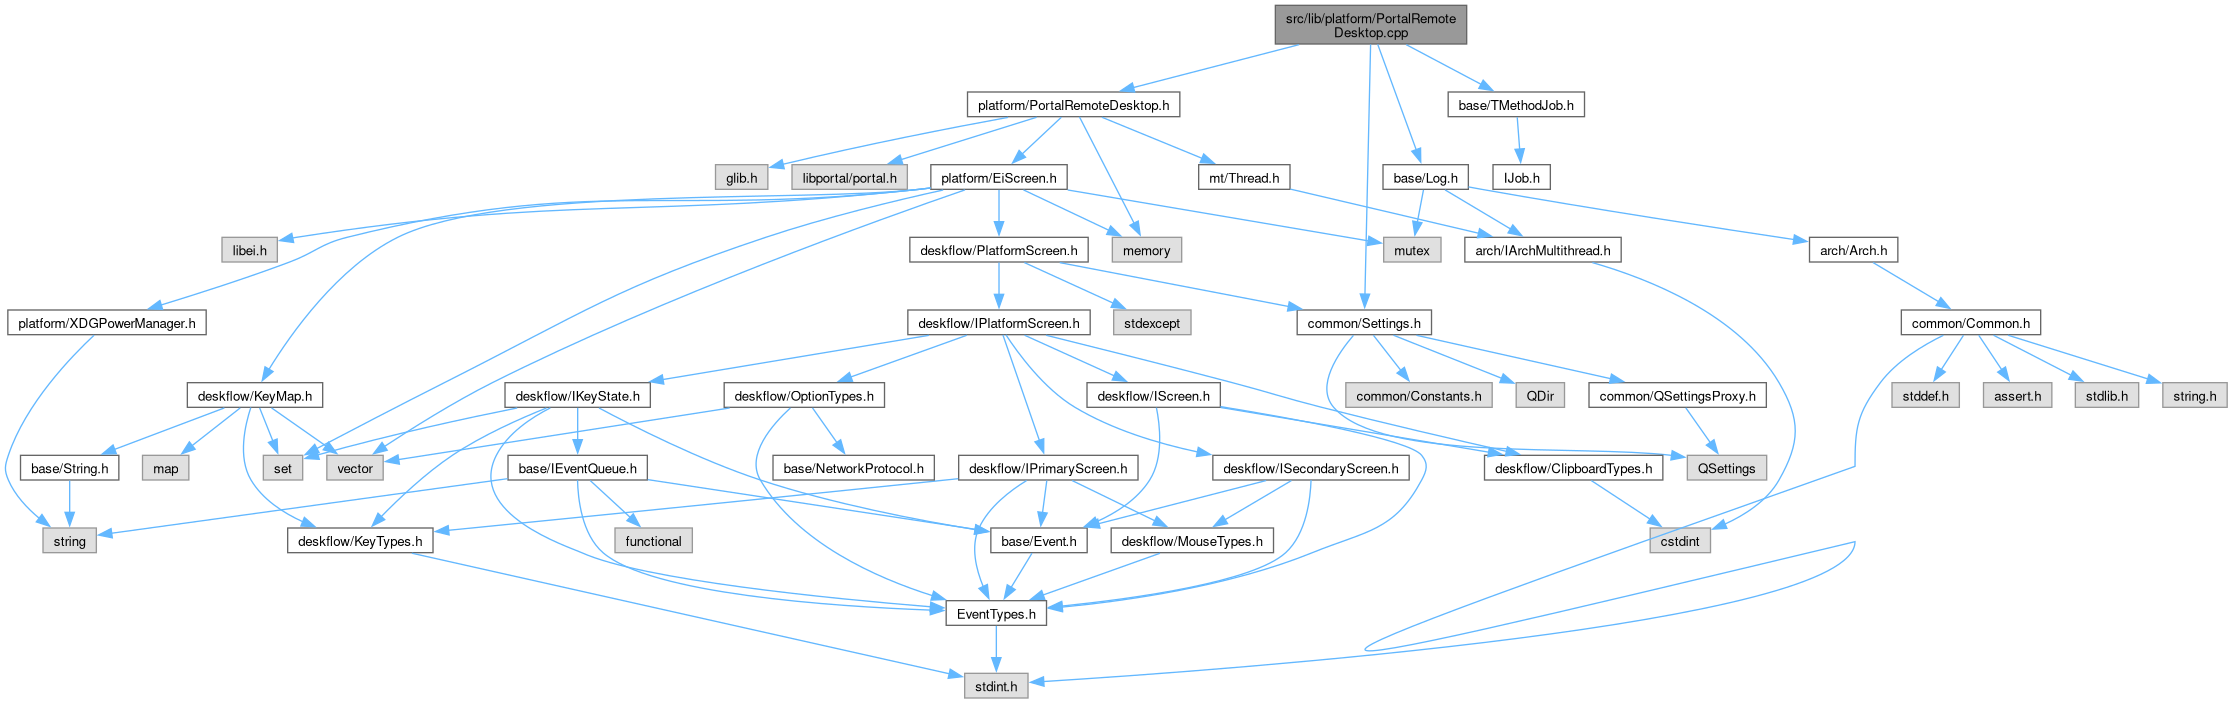 src/lib/platform/PortalRemote
Desktop.cpp
platform/PortalRemoteDesktop.h
base/TMethodJob.h
glib.h
libportal/portal.h
platform/EiScreen.h
mt/Thread.h
base/Log.h
IJob.h
libei.h
deskflow/PlatformScreen.h
memory
mutex
arch/IArchMultithread.h
arch/Arch.h
platform/XDGPowerManager.h
deskflow/IPlatformScreen.h
stdexcept
common/Settings.h
common/Common.h
deskflow/KeyMap.h
deskflow/IKeyState.h
deskflow/OptionTypes.h
deskflow/IScreen.h
common/Constants.h
QDir
common/QSettingsProxy.h
stddef.h
assert.h
stdlib.h
string.h
base/String.h
map
set
vector
base/IEventQueue.h
base/NetworkProtocol.h
deskflow/IPrimaryScreen.h
deskflow/ISecondaryScreen.h
deskflow/ClipboardTypes.h
QSettings
string
deskflow/KeyTypes.h
functional
base/Event.h
deskflow/MouseTypes.h
cstdint
EventTypes.h
stdint.h